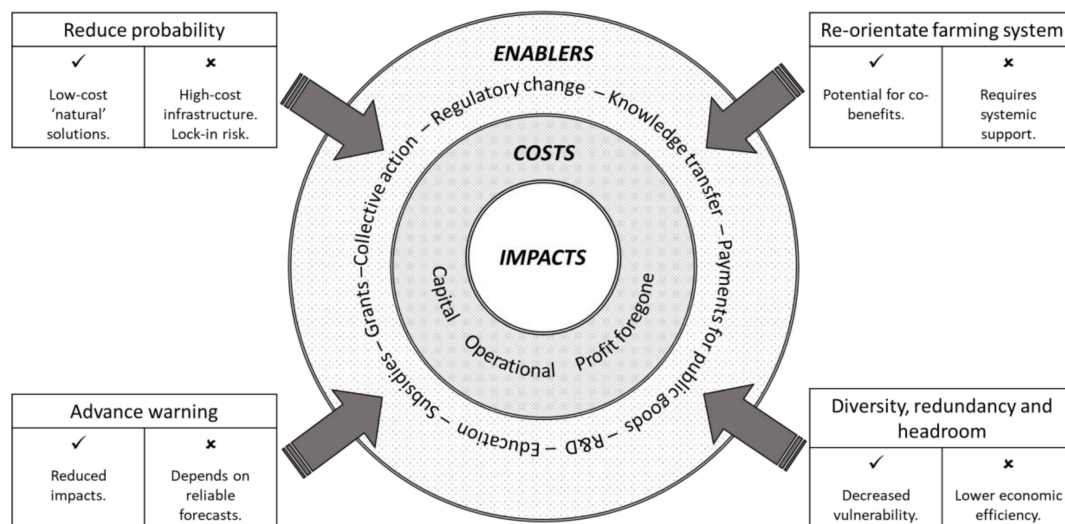 Reduce probability
✓
✗
Low-cost
‘natural’
solutions.
High-cost
infrastructure.
Lock-in risk.
Re-orientate farming system
✓
✗
Potential for co-
benefits.
Requires
systemic
support.
ENABLERS
Subsidies – Grants –Collective action – Regulatory change – Knowledge transfer – Payments for public goods – R&D – Education –
COSTS
Capital
Operational
Profit foregone
IMPACTS
Advance warning
✓
✗
Reduced
impacts.
Depends on
reliable
forecasts.
Diversity, redundancy and
headroom
✓
✗
Decreased
vulnerability.
Lower economic
efficiency.